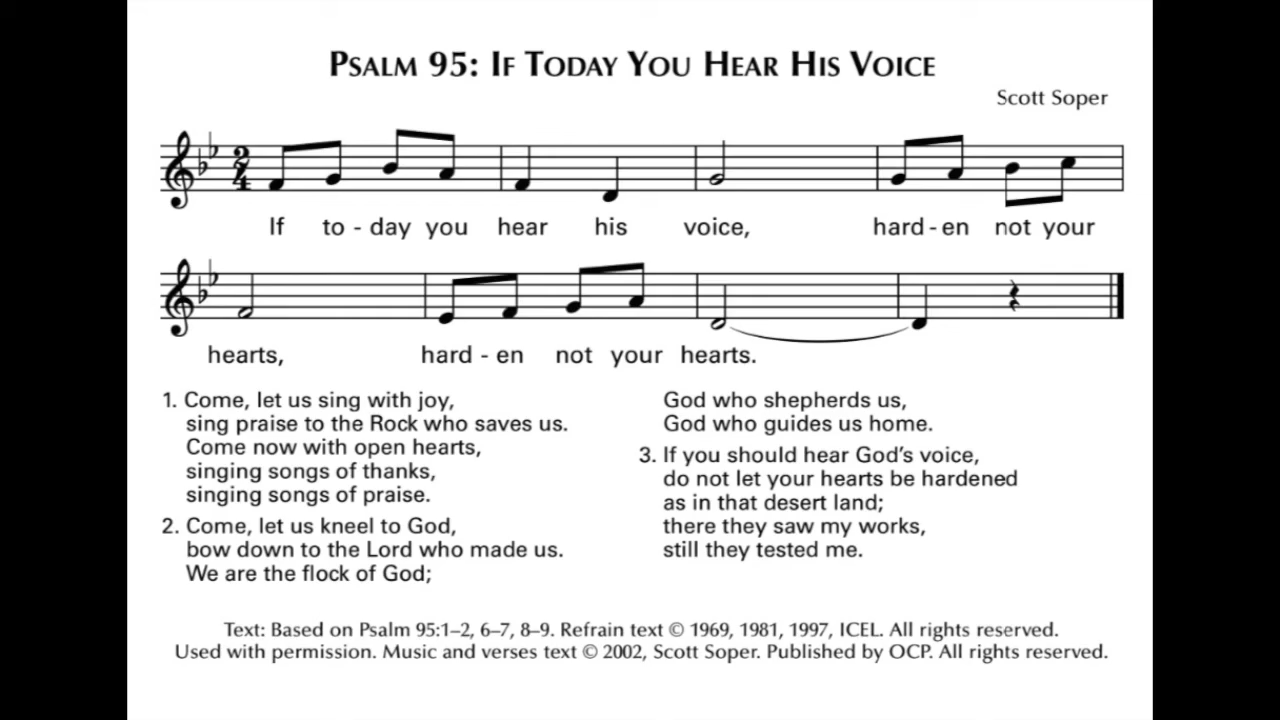 PSALM 95: IF TODAY YOU HEAR HIS VOICE
Scott Soper
2
4
If to - day you hear his voice, hard - en not your
hearts, hard - en not your hearts.
1. Come, let us sing with joy,
sing praise to the Rock who saves us.
Come now with open hearts,
singing songs of thanks,
singing songs of praise.
2. Come, let us kneel to God,
bow down to the Lord who made us.
We are the flock of God;
God who shepherds us,
God who guides us home.
3. If you should hear God's voice,
do not let your hearts be hardened
as in that desert land;
there they saw my works,
still they tested me.
Text: Based on Psalm 95:1–2, 6–7, 8–9. Refrain text © 1969, 1981, 1997, ICEL. All rights reserved.
Used with permission. Music and verses text © 2002, Scott Soper. Published by OCP. All rights reserved.